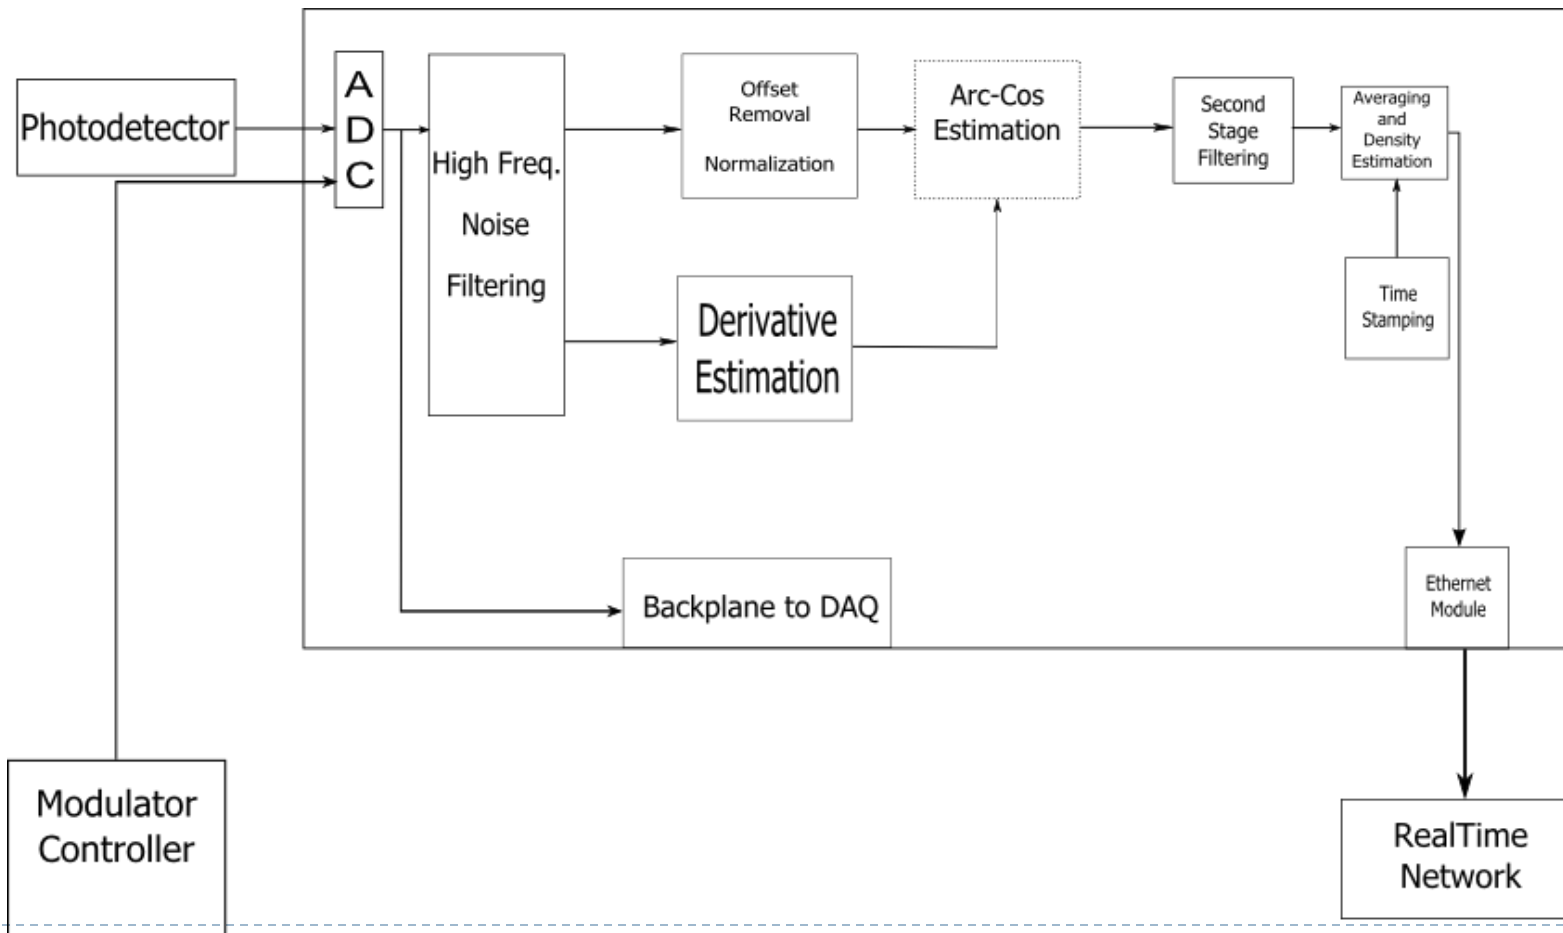 Photodetector
A
D
C
High Freq.
Noise
Filtering
Offset
Removal
Normalization
Arc-Cos
Estimation
Second
Stage
Filtering
Averaging
and
Density
Estimation
Derivative
Estimation
Time
Stamping
Backplane to DAQ
Ethernet
Module
Modulator
Controller
RealTime
Network